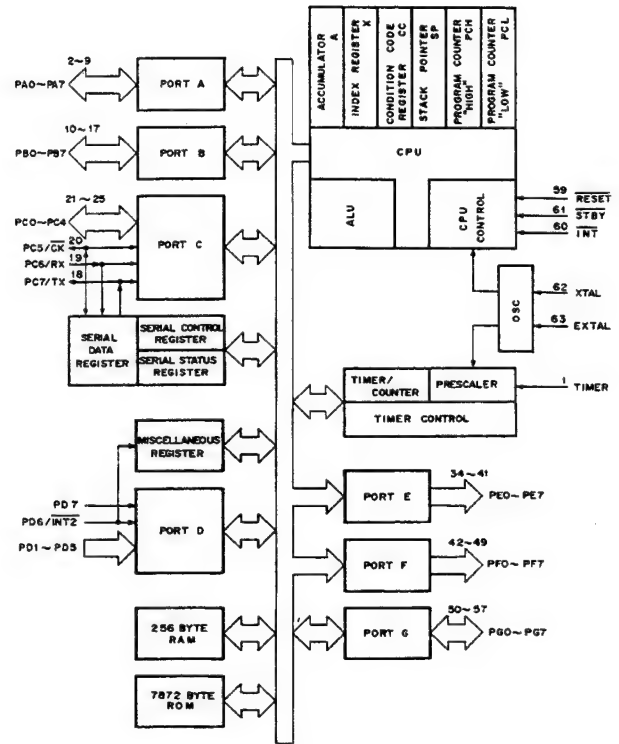 2~9
PA0~PA7
PORT A
10~17
PB0~PB7
PORT B
21~25
PC0~PC4
20
PC5/CK
19
PC6/RX
18
PC7/TX
PORT C
SERIAL
DATA
REGISTER
SERIAL CONTROL
REGISTER
SERIAL STATUS
REGISTER
MISCELLANEOUS
REGISTER
PD7
PD6/INT2
PD1~PD5
PORT D
256 BYTE
RAM
7872 BYTE
ROM
ACCUMULATOR
A
INDEX REGISTER
X
CONDITION CODE
REGISTER CC
STACK POINTER
SP
PROGRAM COUNTER
"HIGH" PCH
PROGRAM COUNTER
"LOW" PCL
CPU
ALU
CPU
CONTROL
59
RESET
61
STBY
60
INT
OSC
62
XTAL
63
EXTAL
TIMER/
COUNTER
PRESCALER
TIMER CONTROL
1
TIMER
PORT E
34~41
PE0~PE7
PORT F
42~49
PF0~PF7
PORT G
50~57
PG0~PG7